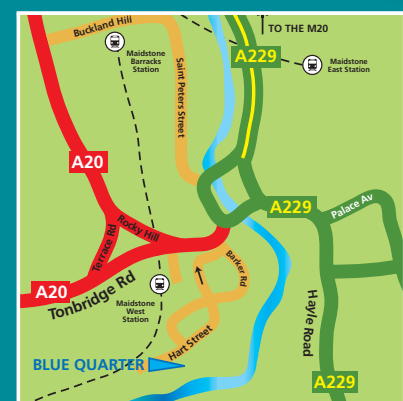 Buckland Hill
TO THE M20
Maidstone
Barracks
Station
Saint Peters Street
A229
Maidstone
East Station
A20
A229
Palace Av
Rocky Hill
Terrace Rd
Barker Rd
A20
Tonbridge Rd
Maidstone
West
Station
Hayle Road
Hart Street
BLUE QUARTER
A229